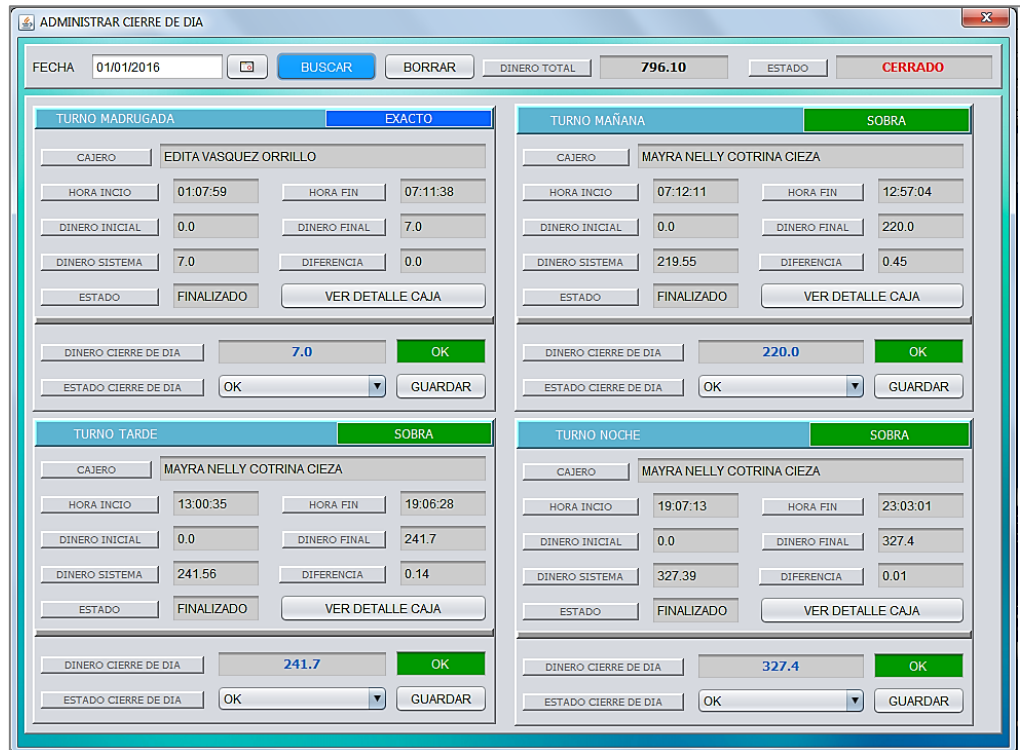 ADMINISTRAR CIERRE DE DIA
FECHA 01/01/2016 BUSCAR BORRAR DINERO TOTAL 796.10 ESTADO CERRADO
TURNO MADRUGADA EXACTO
CAJERO EDITA VASQUEZ ORRILLO
HORA INCIO 01:07:59 HORA FIN 07:11:38
DINERO INICIAL 0.0 DINERO FINAL 7.0
DINERO SISTEMA 7.0 DIFERENCIA 0.0
ESTADO FINALIZADO VER DETALLE CAJA
DINERO CIERRE DE DIA 7.0 OK
ESTADO CIERRE DE DIA OK GUARDAR
TURNO MAÑANA SOBRA
CAJERO MAYRA NELLY COTRINA CIEZA
HORA INCIO 07:12:11 HORA FIN 12:57:04
DINERO INICIAL 0.0 DINERO FINAL 220.0
DINERO SISTEMA 219.55 DIFERENCIA 0.45
ESTADO FINALIZADO VER DETALLE CAJA
DINERO CIERRE DE DIA 220.0 OK
ESTADO CIERRE DE DIA OK GUARDAR
TURNO TARDE SOBRA
CAJERO MAYRA NELLY COTRINA CIEZA
HORA INCIO 13:00:35 HORA FIN 19:06:28
DINERO INICIAL 0.0 DINERO FINAL 241.7
DINERO SISTEMA 241.56 DIFERENCIA 0.14
ESTADO FINALIZADO VER DETALLE CAJA
DINERO CIERRE DE DIA 241.7 OK
ESTADO CIERRE DE DIA OK GUARDAR
TURNO NOCHE SOBRA
CAJERO MAYRA NELLY COTRINA CIEZA
HORA INCIO 19:07:13 HORA FIN 23:03:01
DINERO INICIAL 0.0 DINERO FINAL 327.4
DINERO SISTEMA 327.39 DIFERENCIA 0.01
ESTADO FINALIZADO VER DETALLE CAJA
DINERO CIERRE DE DIA 327.4 OK
ESTADO CIERRE DE DIA OK GUARDAR